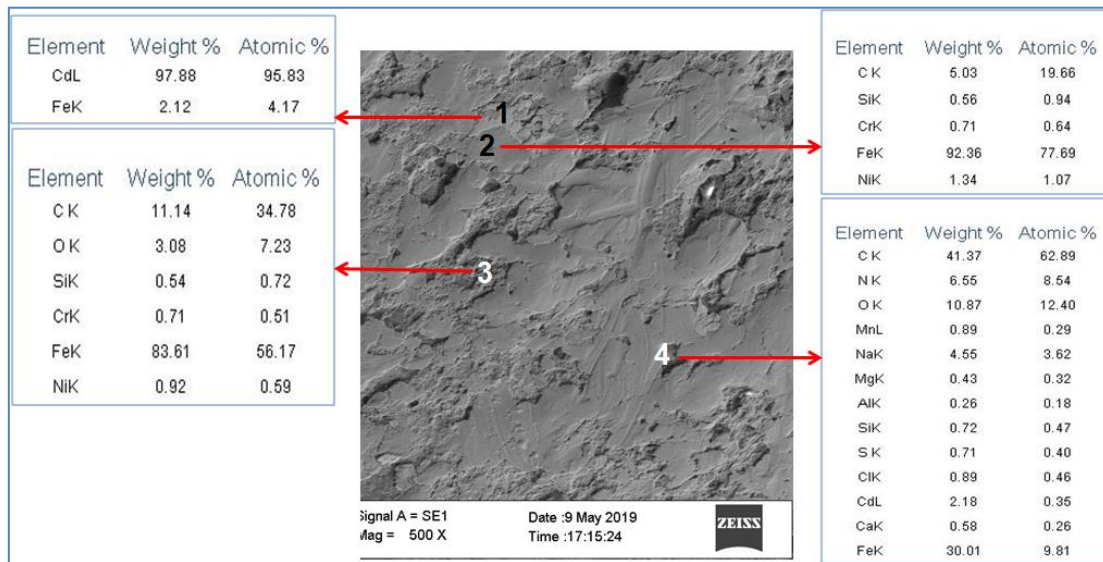 Element Weight % Atomic %
CdL 97.88 95.83
FeK 2.12 4.17
Element Weight % Atomic %
C K 11.14 34.78
O K 3.08 7.23
SiK 0.54 0.72
CrK 0.71 0.51
FeK 83.61 56.17
NiK 0.92 0.59
1
2
3
4
Signal A = SE1 Date :9 May 2019
Mag = 500 X Time :17:15:24
ZEISS
Element Weight % Atomic %
C K 5.03 19.66
SiK 0.56 0.94
CrK 0.71 0.64
FeK 92.36 77.69
NiK 1.34 1.07
Element Weight % Atomic %
C K 41.37 62.89
N K 6.55 8.54
O K 10.87 12.40
MnL 0.89 0.29
NaK 4.55 3.62
MgK 0.43 0.32
AlK 0.26 0.18
SiK 0.72 0.47
S K 0.71 0.40
ClK 0.89 0.46
CdL 2.18 0.35
CaK 0.58 0.26
FeK 30.01 9.81